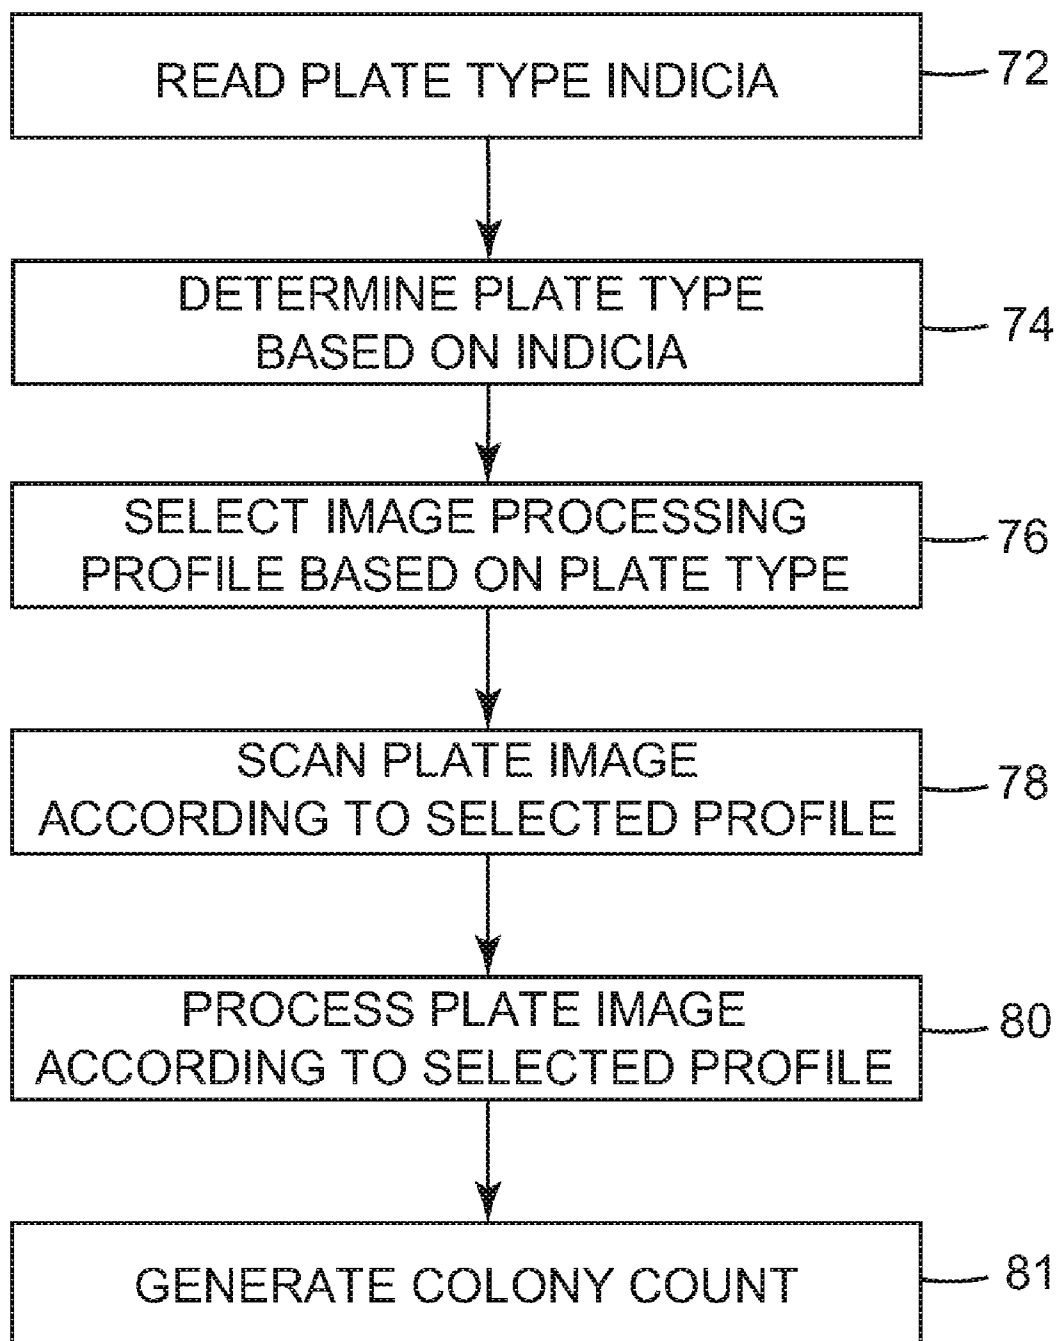 READ PLATE TYPE INDICIA
72
DETERMINE PLATE TYPE
BASED ON INDICIA
74
SELECT IMAGE PROCESSING
PROFILE BASED ON PLATE TYPE
76
SCAN PLATE IMAGE
ACCORDING TO SELECTED PROFILE
78
PROCESS PLATE IMAGE
ACCORDING TO SELECTED PROFILE
80
GENERATE COLONY COUNT
81